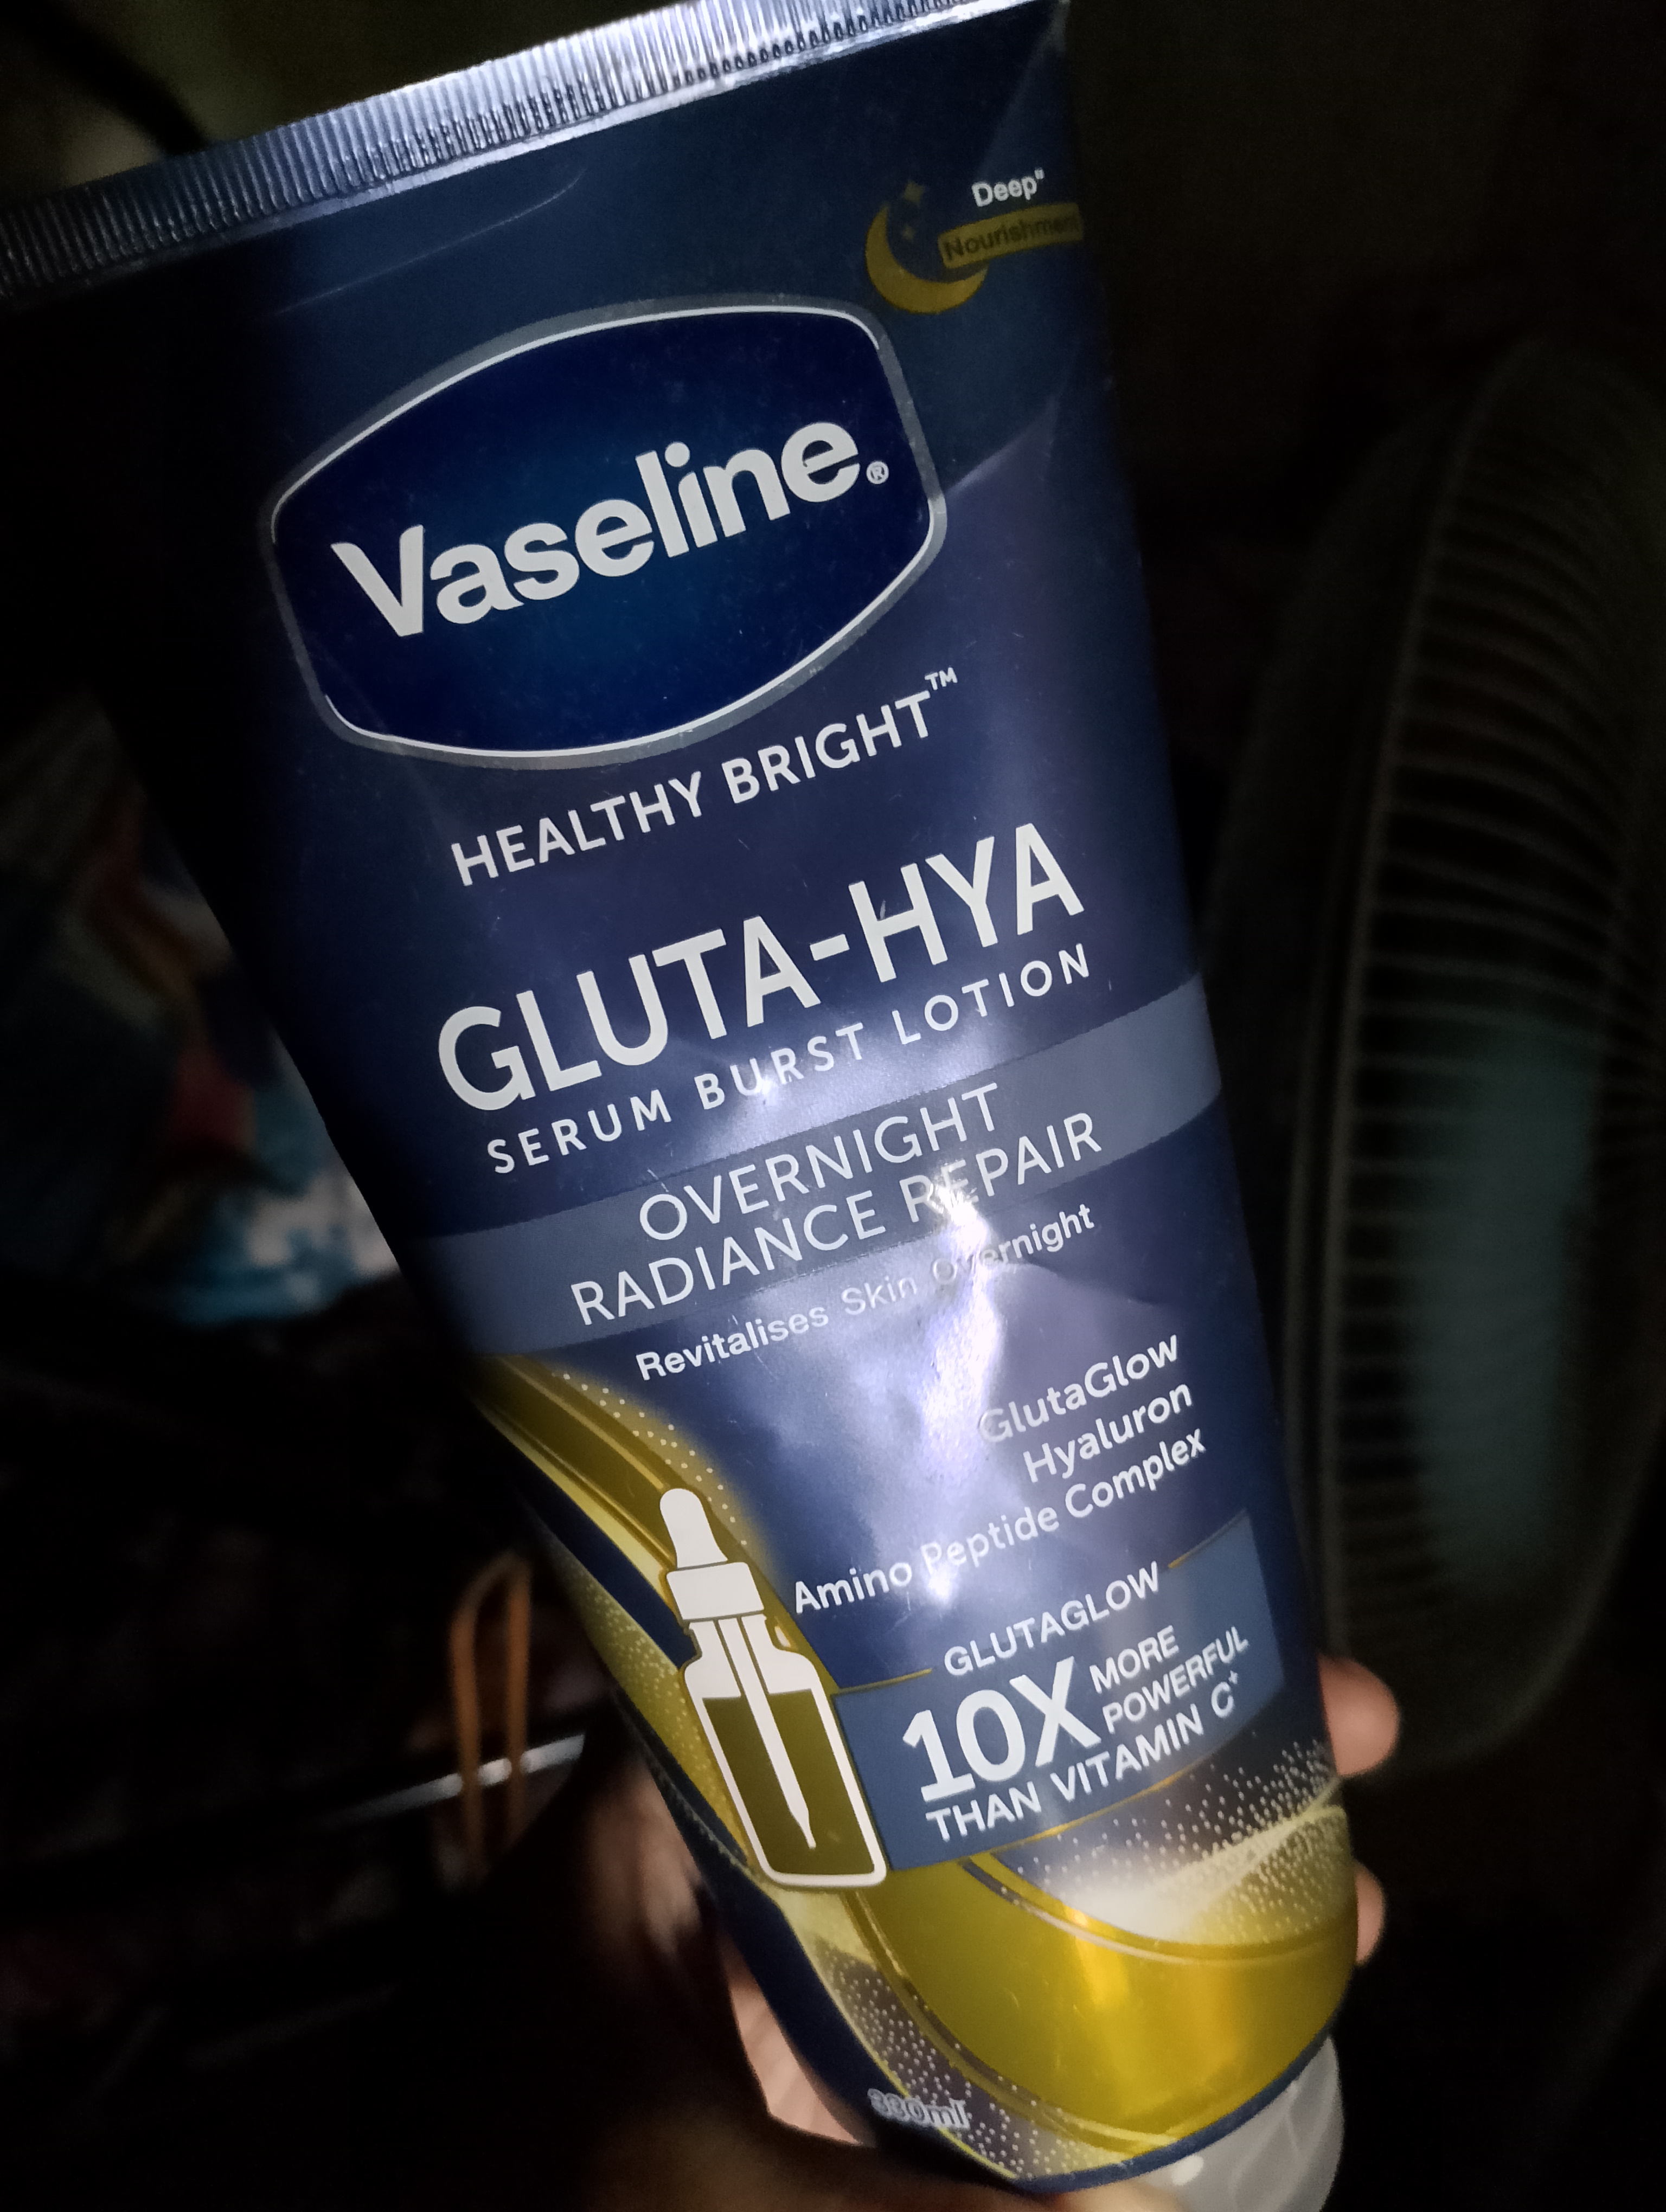 Deep"
Nourishment
Vaseline®
HEALTHY BRIGHT™
GLUTA-HYA
SERUM BURST LOTION
OVERNIGHT
RADIANCE REPAIR
Revitalises Skin Overnight
GlutaGlow
Hyaluron
Amino Peptide Complex
GLUTAGLOW
10X MORE
POWERFUL
THAN VITAMIN C+
330ml